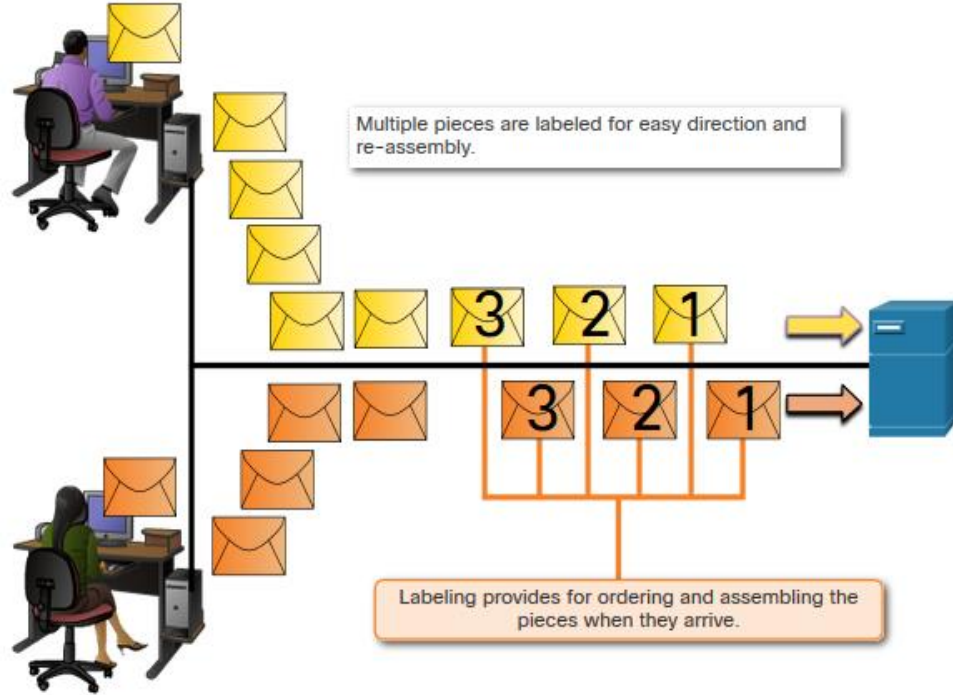 Multiple pieces are labeled for easy direction and
re-assembly.
3 2 1
3 2 1
Labeling provides for ordering and assembling the
pieces when they arrive.